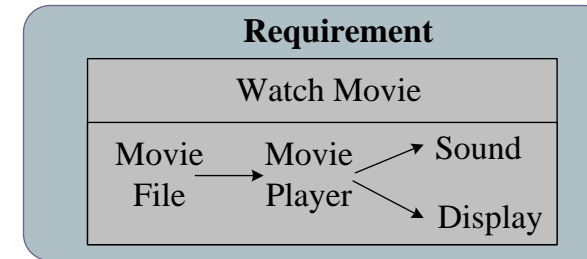 Requirement
Watch Movie
Movie File
Movie Player
Sound
Display